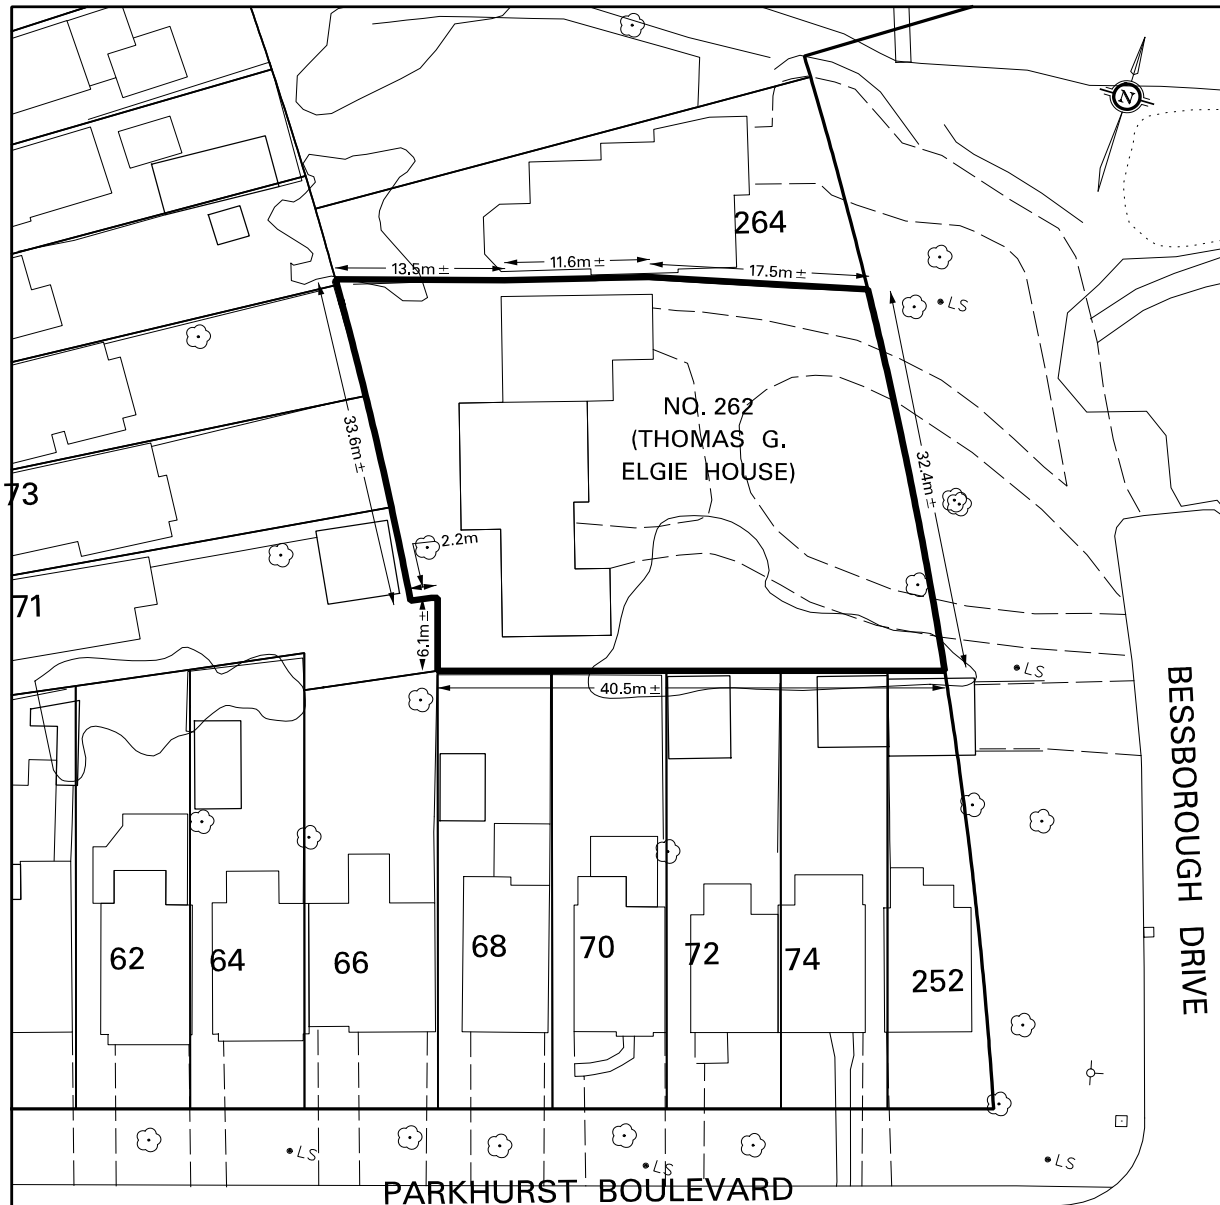 N
264
13.5m±
11.6m±
17.5m±
LS
NO. 262
(THOMAS G.
ELGIE HOUSE)
33.6m±
32.4m±
73
2.2m
71
6.1m±
LS
40.5m±
BESSBOROUGH DRIVE
62
64
66
68
70
72
74
252
LS
LS
LS
PARKHURST BOULEVARD